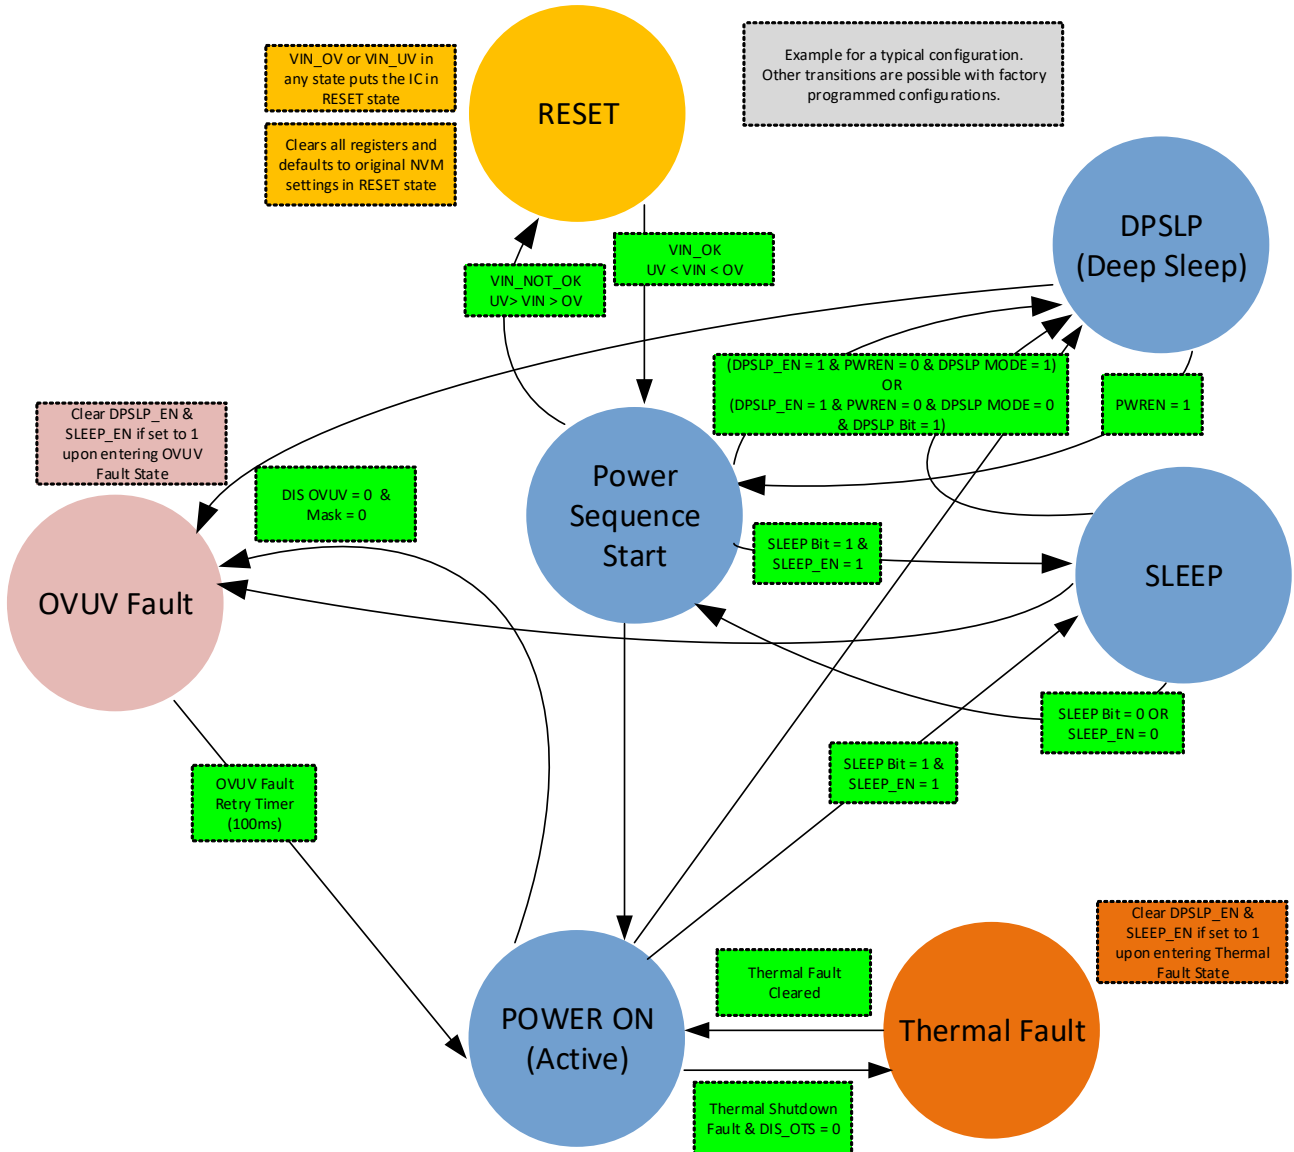 VIN_OV or VIN_UV in
any state puts the IC in
RESET state
Clears all registers and
defaults to original NVM
settings in RESET state
RESET
Example for a typical configuration.
Other transitions are possible with factory
programmed configurations.
DPSLP
(Deep Sleep)
VIN_NOT_OK
UV> VIN > OV
VIN_OK
UV < VIN < OV
(DPSLP_EN = 1 & PWREN = 0 & DPSLP MODE = 1)
OR
(DPSLP_EN = 1 & PWREN = 0 & DPSLP MODE = 0
& DPSLP Bit = 1)
PWREN = 1
Clear DPSLP_EN &
SLEEP_EN if set to 1
upon entering OVUV
Fault State
DIS OVUV = 0 &
Mask = 0
Power
Sequence
Start
SLEEP Bit = 1 &
SLEEP_EN = 1
SLEEP
OVUV Fault
SLEEP Bit = 0 OR
SLEEP_EN = 0
SLEEP Bit = 1 &
SLEEP_EN = 1
OVUV Fault
Retry Timer
(100ms)
Clear DPSLP_EN &
SLEEP_EN if set to 1
upon entering Thermal
Fault State
Thermal Fault
Cleared
POWER ON
(Active)
Thermal Fault
Thermal Shutdown
Fault & DIS_OTS = 0